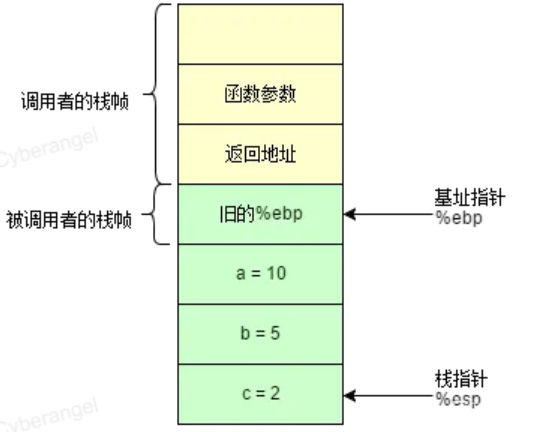 函数参数
调用者的栈帧
Cyberangel
返回地址
旧的%ebp
基址指针
%ebp
被调用者的栈帧
a = 10
b = 5
c = 2
栈指针
%esp
Cyberangel